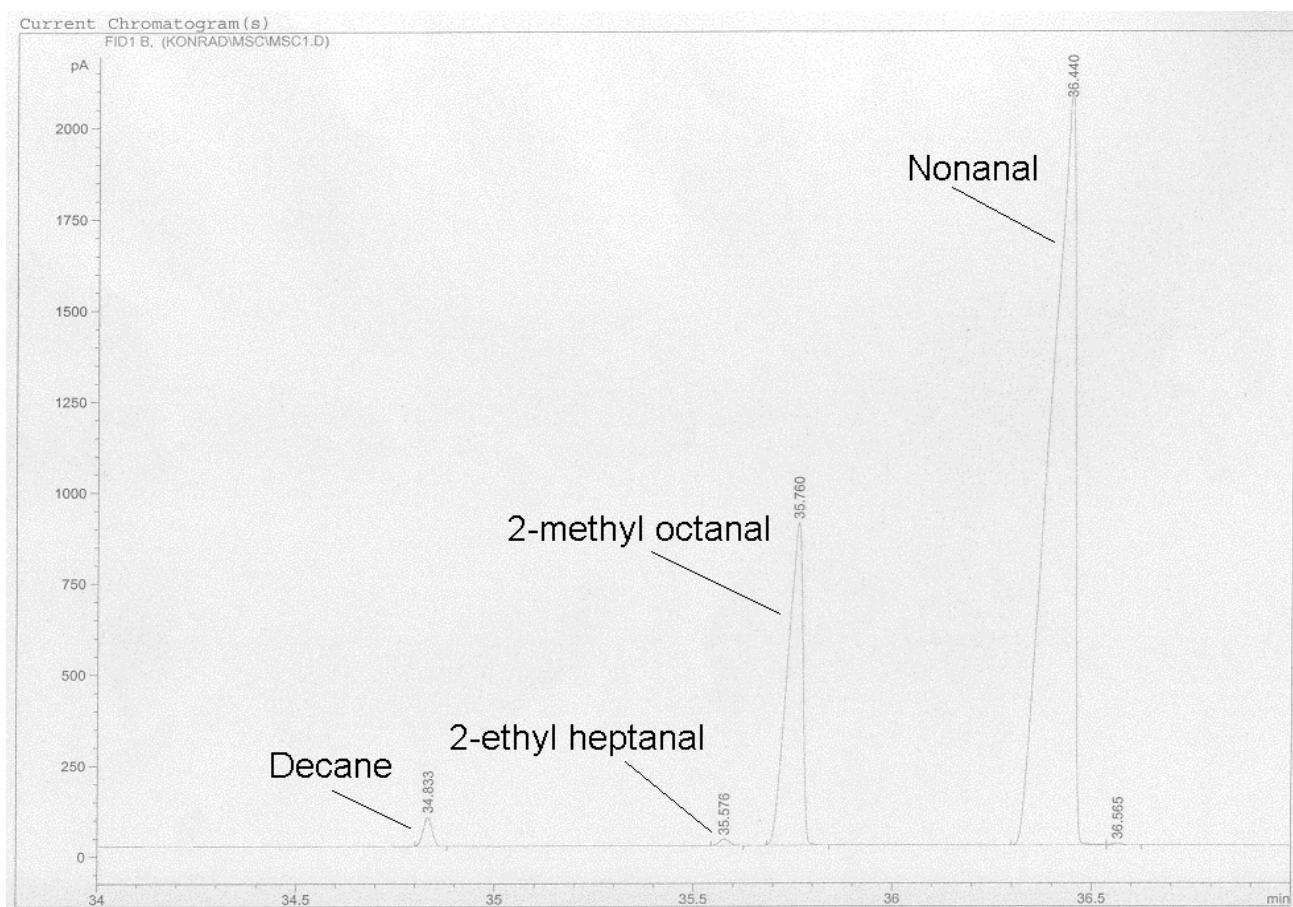 Current Chromatogram(s)
FID1 B, (KONRAD\MSC\MSC1.D)
pA
36.440
2000
Nonanal
1750
1500
1250
35.760
1000
2-methyl octanal
750
500
2-ethyl heptanal
Decane
34.833
35.576
36.565
250
0
34
34.5
35
35.5
36
36.5
min